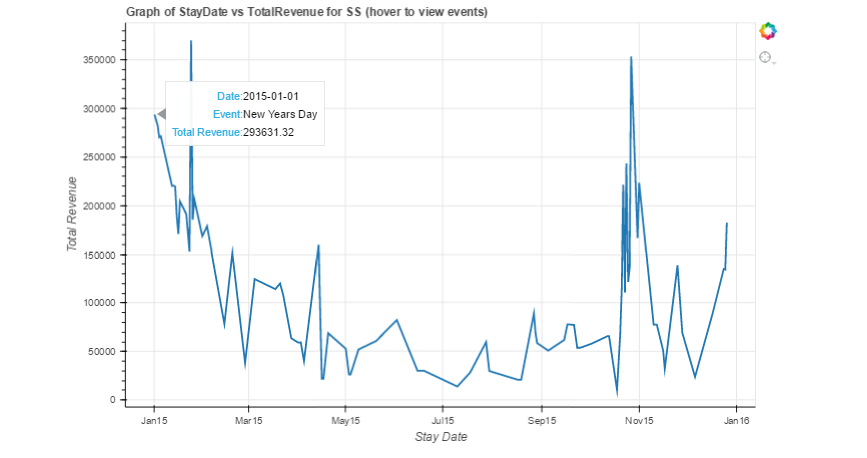 Graph of StayDate vs TotalRevenue for SS (hover to view events)
350000
300000
250000
200000
150000
100000
50000
0
Total Revenue
Date:2015-01-01
Event:New Years Day
Total Revenue:293631.32
Jan15 Mar15 May15 Jul15 Sep15 Nov15 Jan16
Stay Date